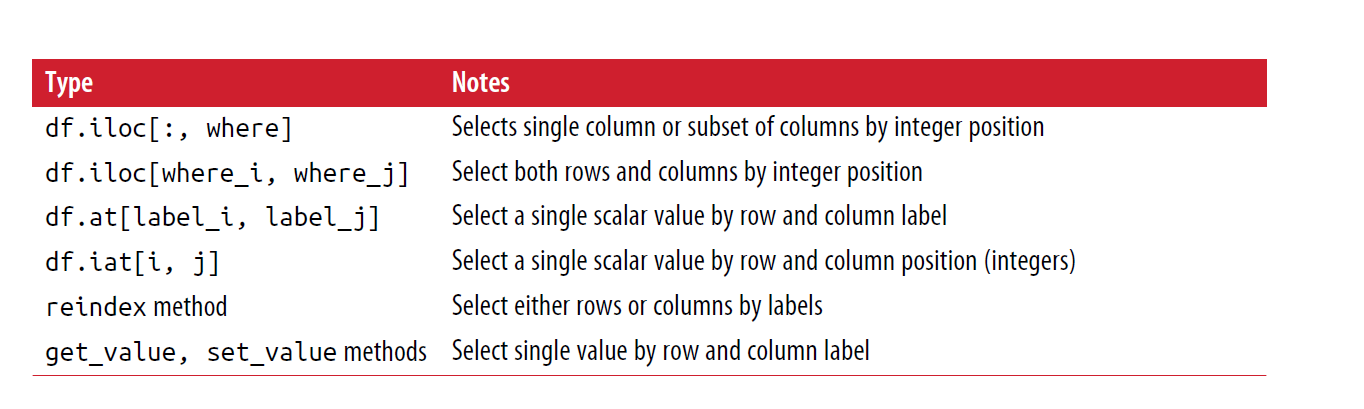 Type Notes
df.iloc[:, where] Selects single column or subset of columns by integer position
df.iloc[where_i, where_j] Select both rows and columns by integer position
df.at[label_i, label_j] Select a single scalar value by row and column label
df.iat[i, j] Select a single scalar value by row and column position (integers)
reindex method Select either rows or columns by labels
get_value, set_value methods Select single value by row and column label